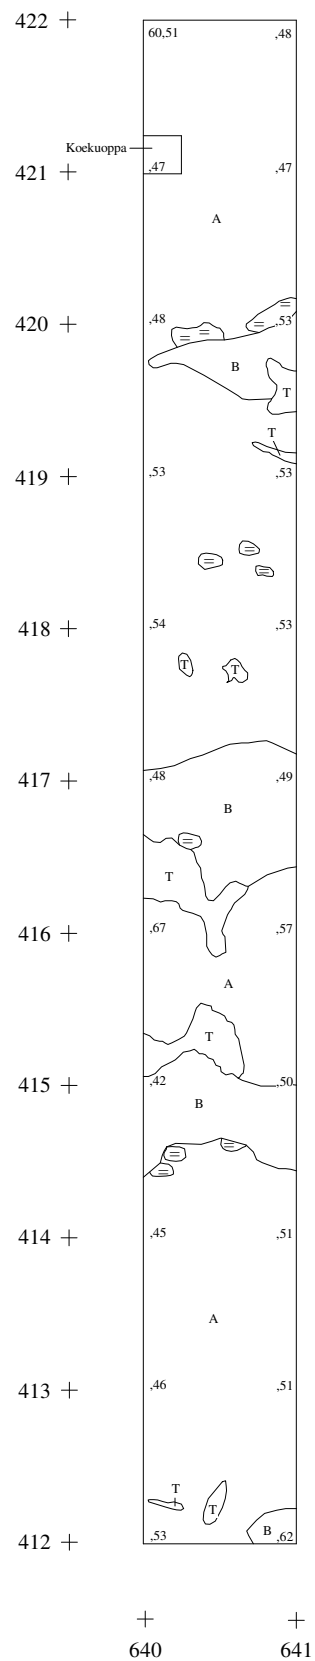 422
60,51 ,48
Koekuoppa
421 ,47 ,47
A
420 ,48 ,53
B
T
T
419 ,53 ,53
418 ,54 ,53
T T
417 ,48 ,49
B
T
416 ,67 ,57
A
T
415 ,42 ,50
B
414 ,45 ,51
A
413 ,46 ,51
T
T
B
412 ,53 ,62
640 641